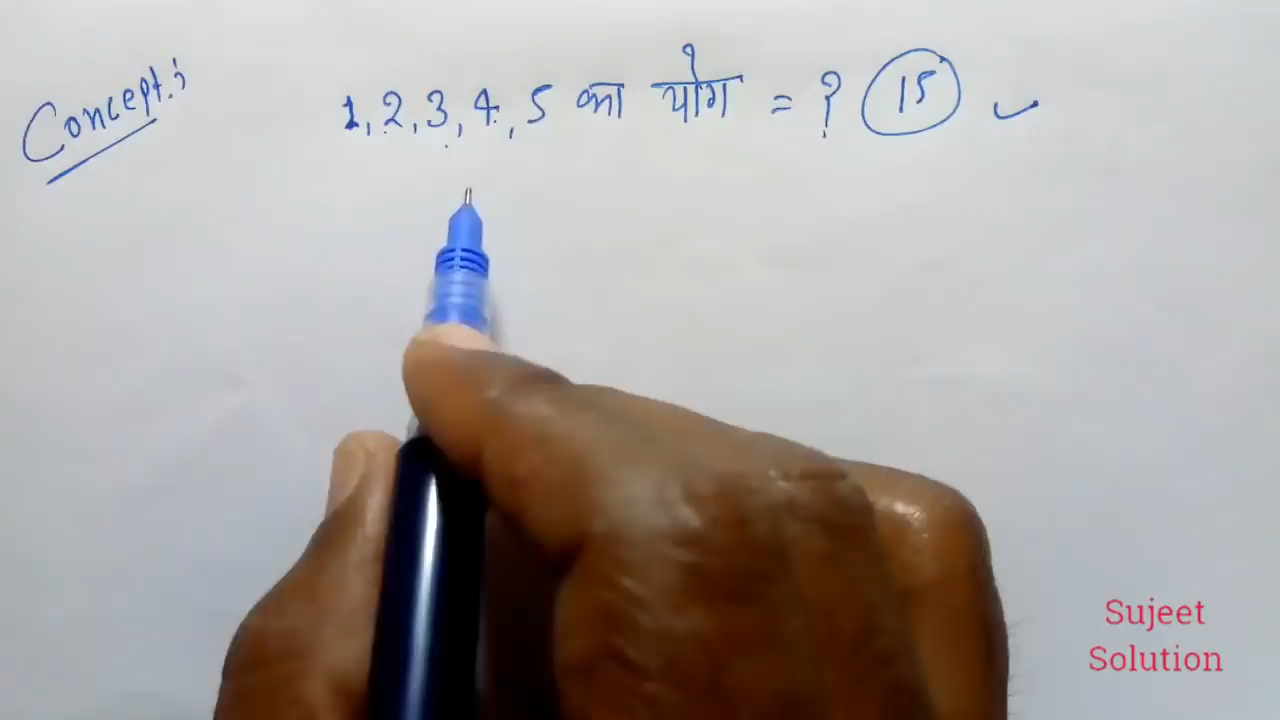 Concept:
1, 2, 3, 4, 5 का योग = ? 15 ✓
Sujeet
Solution